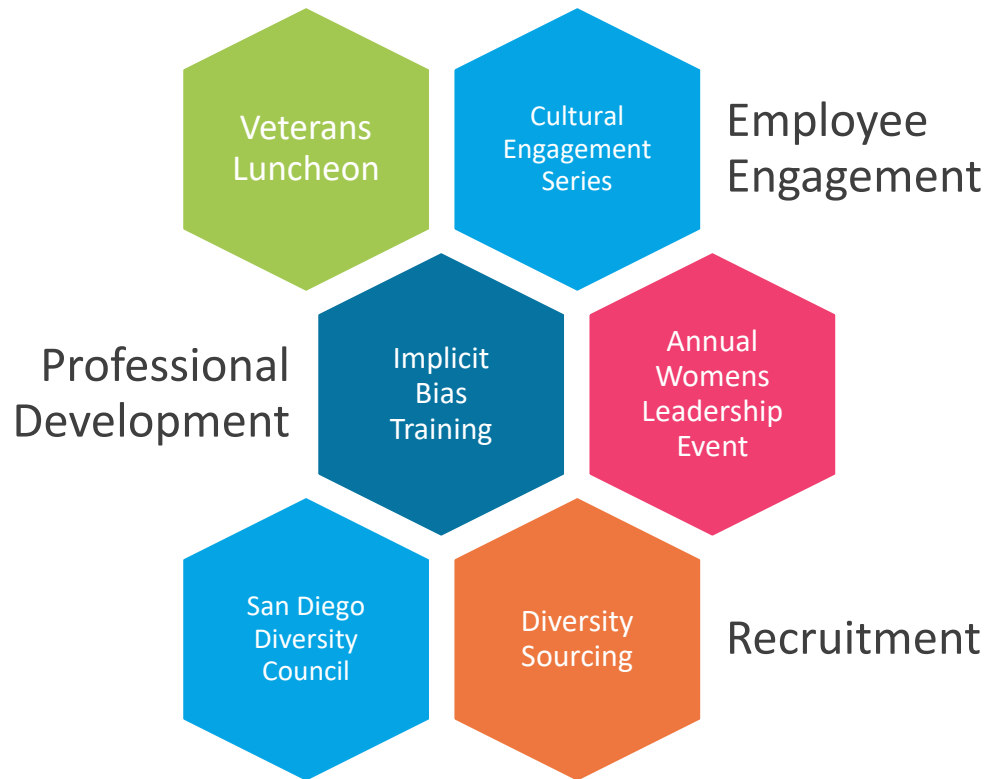 Veterans
Luncheon
Cultural
Engagement
Series
Employee
Engagement
Professional
Development
Implicit
Bias
Training
Annual
Womens
Leadership
Event
San Diego
Diversity
Council
Diversity
Sourcing
Recruitment